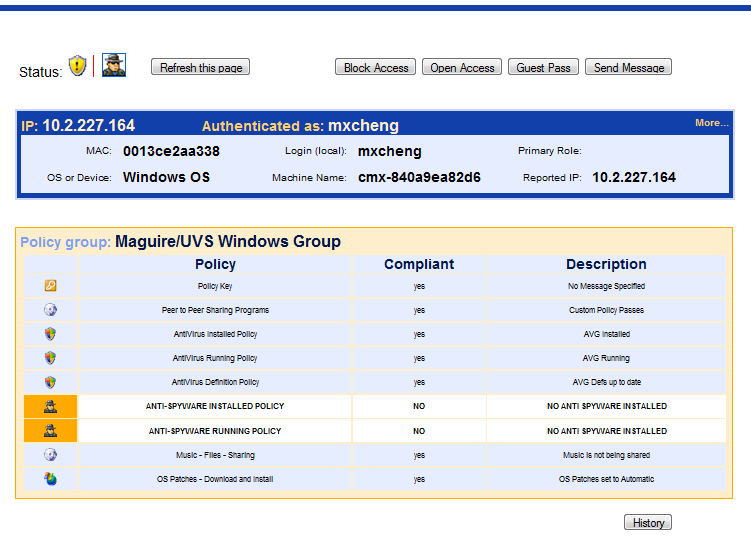 Status: Refresh this page Block Access Open Access Guest Pass Send Message
IP: 10.2.227.164 Authenticated as: mxcheng More...
MAC: 0013ce2aa338 Login (local): mxcheng Primary Role:
OS or Device: Windows OS Machine Name: cmx-840a9ea82d6 Reported IP: 10.2.227.164
Policy group: Maguire/UVS Windows Group
Policy Compliant Description
Policy Key yes No Message Specified
Peer to Peer Sharing Programs yes Custom Policy Passes
AntiVirus Installed Policy yes AVG Installed
AntiVirus Running Policy yes AVG Running
AntiVirus Definition Policy yes AVG Defs up to date
ANTI-SPYWARE INSTALLED POLICY NO NO ANTI SPYWARE INSTALLED
ANTI-SPYWARE RUNNING POLICY NO NO ANTI SPYWARE INSTALLED
Music - Files - Sharing yes Music is not being shared
OS Patches - Download and Install yes OS Patches set to Automatic
History